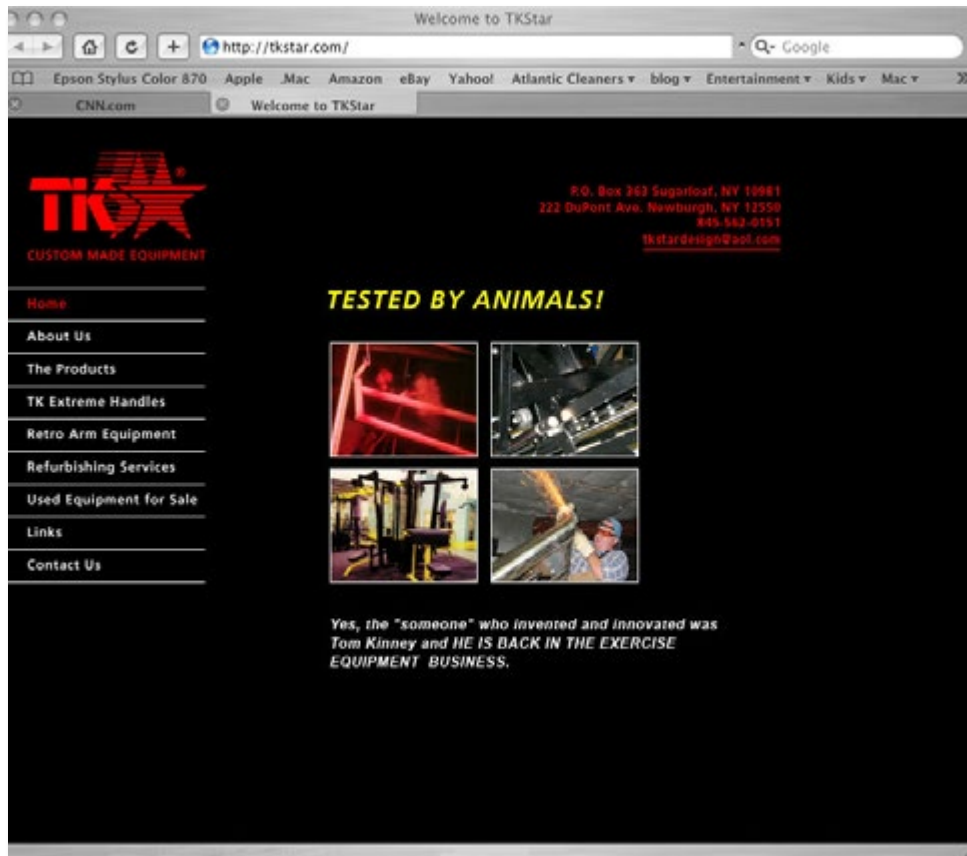 Welcome to TKStar
http://tkstar.com/
Google
Epson Stylus Color 870 Apple .Mac Amazon eBay Yahoo! Atlantic Cleaners blog Entertainment Kids Mac
CNN.com Welcome to TKStar
TK
®
CUSTOM MADE EQUIPMENT
P.O. Box 363 Sugarloaf, NY 10981
222 DuPont Ave. Newburgh, NY 12550
845-562-0151
tkstardesign@aol.com
Home
About Us
The Products
TK Extreme Handles
Retro Arm Equipment
Refurbishing Services
Used Equipment for Sale
Links
Contact Us
TESTED BY ANIMALS!
Yes, the "someone" who invented and innovated was
Tom Kinney and HE IS BACK IN THE EXERCISE
EQUIPMENT BUSINESS.